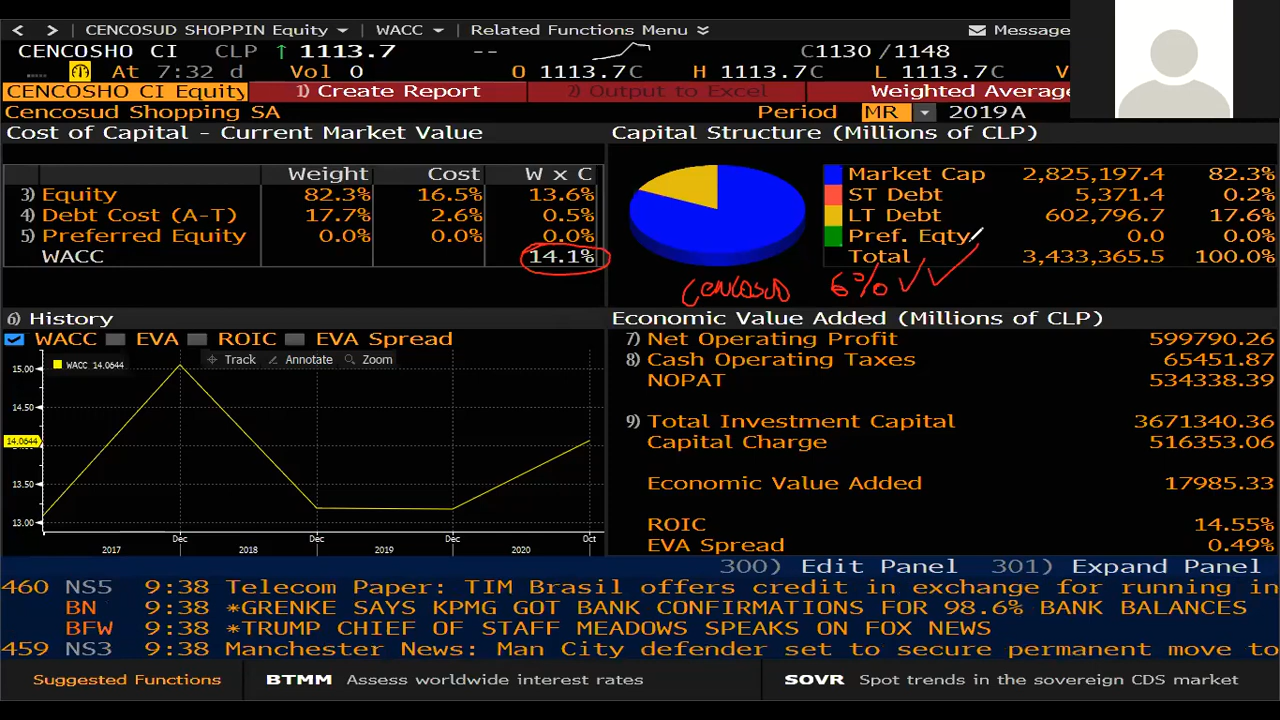 < > CENCOSUD SHOPPIN Equity WACC Related Functions Menu Message
CENCOSHO CI CLP ↑ 1113.7 -- C1130 /1148
At 7:32 d Vol 0 O 1113.7C H 1113.7C L 1113.7C V
CENCOSHO CI Equity 1) Create Report 2) Output to Excel Weighted Average
Cencosud Shopping SA Period MR 2019A
Cost of Capital - Current Market Value
Weight Cost W x C
3) Equity 82.3% 16.5% 13.6%
4) Debt Cost (A-T) 17.7% 2.6% 0.5%
5) Preferred Equity 0.0% 0.0% 0.0%
WACC 14.1%
Capital Structure (Millions of CLP)
Market Cap 2,825,197.4 82.3%
ST Debt 5,371.4 0.2%
LT Debt 602,796.7 17.6%
Pref. Eqty 0.0 0.0%
Total 3,433,365.5 100.0%
CENCOSUD 6%
6) History
WACC EVA ROIC EVA Spread
Track Annotate Zoom
WACC 14.0644
15.00
14.50
14.0644
13.50
13.00
Dec Dec Dec Oct
2017 2018 2019 2020
Economic Value Added (Millions of CLP)
7) Net Operating Profit 599790.26
8) Cash Operating Taxes 65451.87
NOPAT 534338.39
9) Total Investment Capital 3671340.36
Capital Charge 516353.06
Economic Value Added 17985.33
ROIC 14.55%
EVA Spread 0.49%
300) Edit Panel 301) Expand Panel
460 NS5 9:38 Telecom Paper: TIM Brasil offers credit in exchange for running in
BN 9:38 *GRENKE SAYS KPMG GOT BANK CONFIRMATIONS FOR 98.6% BANK BALANCES
BFW 9:38 *TRUMP CHIEF OF STAFF MEADOWS SPEAKS ON FOX NEWS
459 NS3 9:38 Manchester News: Man City defender set to secure permanent move to
Suggested Functions BTMM Assess worldwide interest rates SOVR Spot trends in the sovereign CDS market